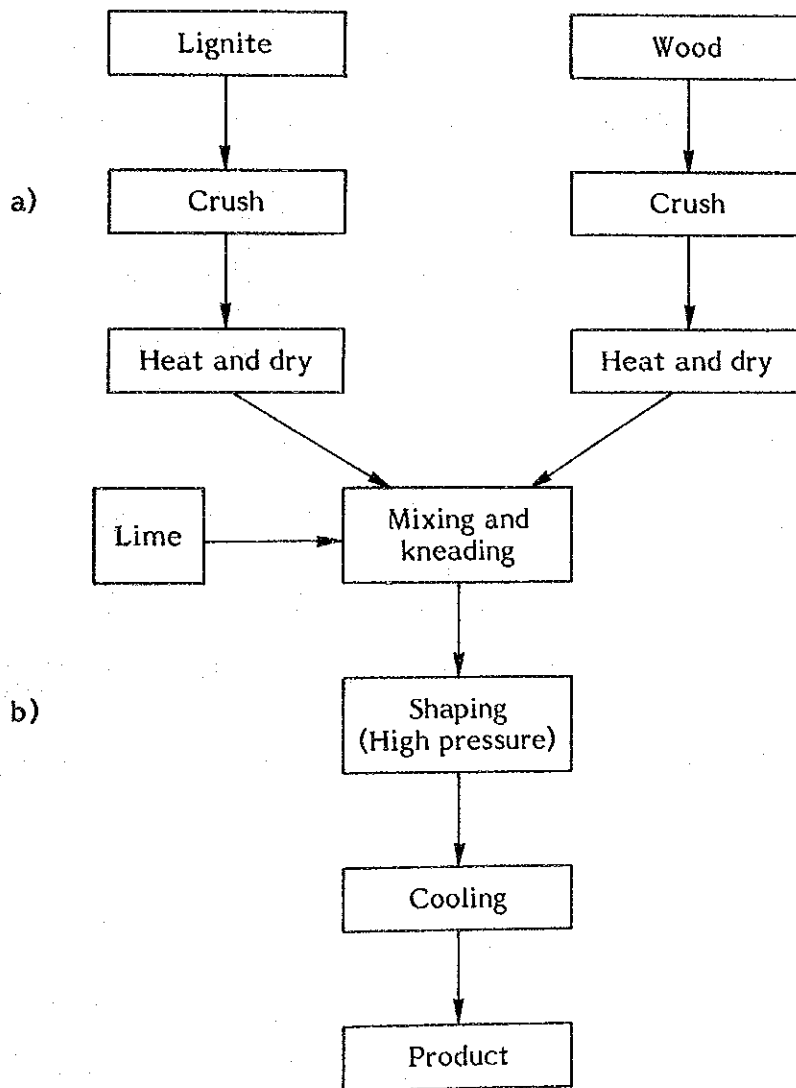 Lignite
Wood
a)
Crush
Crush
Heat and dry
Heat and dry
Lime
Mixing and
kneading
b)
Shaping
(High pressure)
Cooling
Product